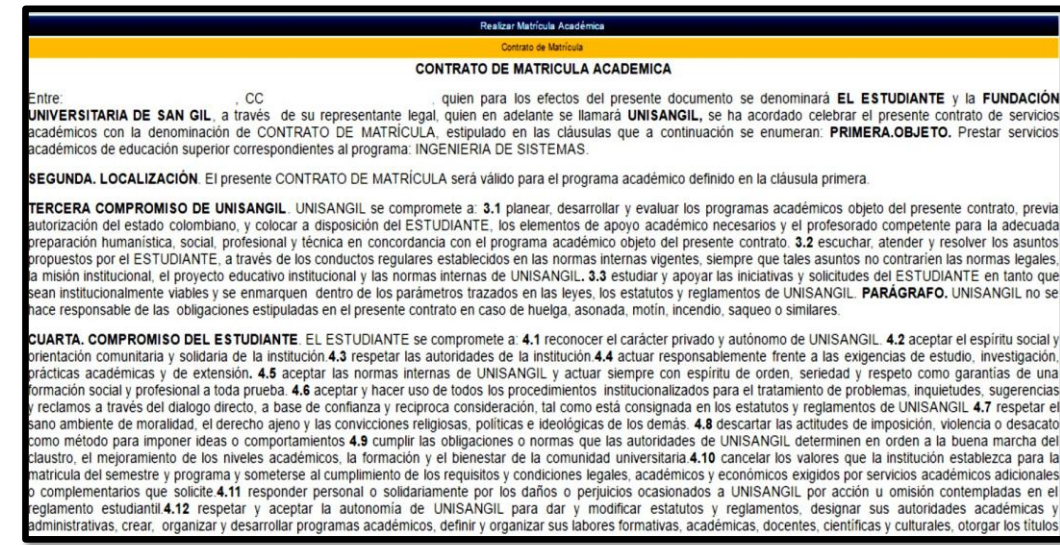 Realizar Matrícula Académica
Contrato de Matrícula
CONTRATO DE MATRICULA ACADEMICA
Entre: , CC , quien para los efectos del presente documento se denominará EL ESTUDIANTE y la FUNDACIÓN
UNIVERSITARIA DE SAN GIL, a través de su representante legal, quien en adelante se llamará UNISANGIL, se ha acordado celebrar el presente contrato de servicios
académicos con la denominación de CONTRATO DE MATRÍCULA, estipulado en las cláusulas que a continuación se enumeran: PRIMERA.OBJETO. Prestar servicios
académicos de educación superior correspondientes al programa: INGENIERIA DE SISTEMAS.
SEGUNDA. LOCALIZACIÓN. El presente CONTRATO DE MATRÍCULA será válido para el programa académico definido en la cláusula primera.
TERCERA COMPROMISO DE UNISANGIL. UNISANGIL se compromete a: 3.1 planear, desarrollar y evaluar los programas académicos objeto del presente contrato, previa
autorización del estado colombiano, y colocar a disposición del ESTUDIANTE, los elementos de apoyo académico necesarios y el profesorado competente para la adecuada
preparación humanística, social, profesional y técnica en concordancia con el programa académico objeto del presente contrato. 3.2 escuchar, atender y resolver los asuntos
propuestos por el ESTUDIANTE, a través de los conductos regulares establecidos en las normas internas vigentes, siempre que tales asuntos no contraríen las normas legales,
la misión institucional, el proyecto educativo institucional y las normas internas de UNISANGIL. 3.3 estudiar y apoyar las iniciativas y solicitudes del ESTUDIANTE en tanto que
sean institucionalmente viables y se enmarquen dentro de los parámetros trazados en las leyes, los estatutos y reglamentos de UNISANGIL. PARÁGRAFO. UNISANGIL no se
hace responsable de las obligaciones estipuladas en el presente contrato en caso de huelga, asonada, motín, incendio, saqueo o similares.
CUARTA. COMPROMISO DEL ESTUDIANTE. EL ESTUDIANTE se compromete a: 4.1 reconocer el carácter privado y autónomo de UNISANGIL. 4.2 aceptar el espíritu social y
orientación comunitaria y solidaria de la institución.4.3 respetar las autoridades de la institución.4.4 actuar responsablemente frente a las exigencias de estudio, investigación,
prácticas académicas y de extensión. 4.5 aceptar las normas internas de UNISANGIL y actuar siempre con espíritu de orden, seriedad y respeto como garantías de una
formación social y profesional a toda prueba. 4.6 aceptar y hacer uso de todos los procedimientos institucionalizados para el tratamiento de problemas, inquietudes, sugerencias
y reclamos a través del dialogo directo, a base de confianza y reciproca consideración, tal como está consignada en los estatutos y reglamentos de UNISANGIL 4.7 respetar el
sano ambiente de moralidad, el derecho ajeno y las convicciones religiosas, políticas e ideológicas de los demás. 4.8 descartar las actitudes de imposición, violencia o desacato
como método para imponer ideas o comportamientos 4.9 cumplir las obligaciones o normas que las autoridades de UNISANGIL determinen en orden a la buena marcha del
claustro, el mejoramiento de los niveles académicos, la formación y el bienestar de la comunidad universitaria.4.10 cancelar los valores que la institución establezca para la
matricula del semestre y programa y someterse al cumplimiento de los requisitos y condiciones legales, académicos y económicos exigidos por servicios académicos adicionales
o complementarios que solicite.4.11 responder personal o solidariamente por los daños o perjuicios ocasionados a UNISANGIL por acción u omisión contempladas en el
reglamento estudiantil.4.12 respetar y aceptar la autonomía de UNISANGIL para dar y modificar estatutos y reglamentos, designar sus autoridades académicas y
administrativas, crear, organizar y desarrollar programas académicos, definir y organizar sus labores formativas, académicas, docentes, científicas y culturales, otorgar los títulos